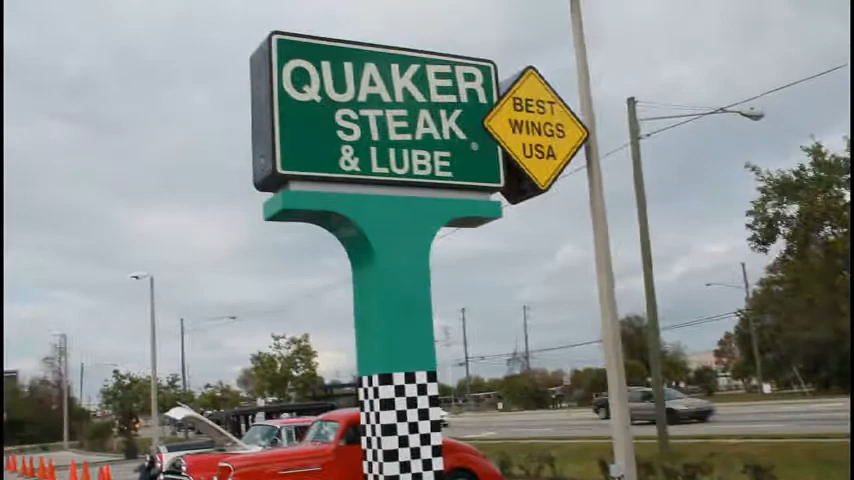 QUAKER
STEAK
& LUBE
BEST
WINGS
USA